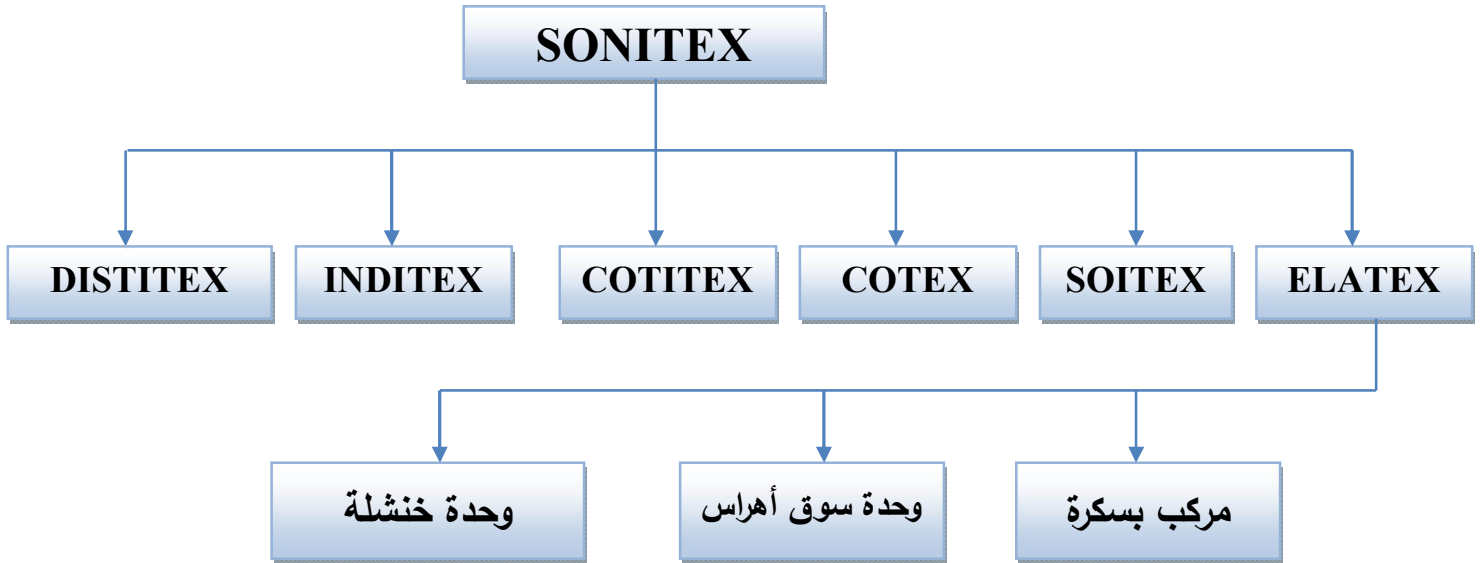 SONITEX
DISTITEX
INDITEX
COTITEX
COTEX
SOITEX
ELATEX
مركب بسكرة
وحدة سوق أهراس
وحدة خنشلة